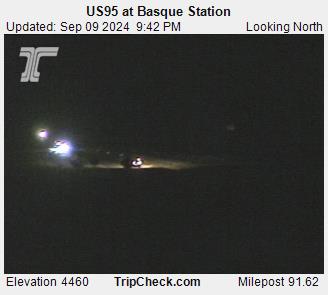 US95 at Basque Station
Updated: Sep 09 2024 9:42 PM Looking North
Elevation 4460 TripCheck.com Milepost 91.62